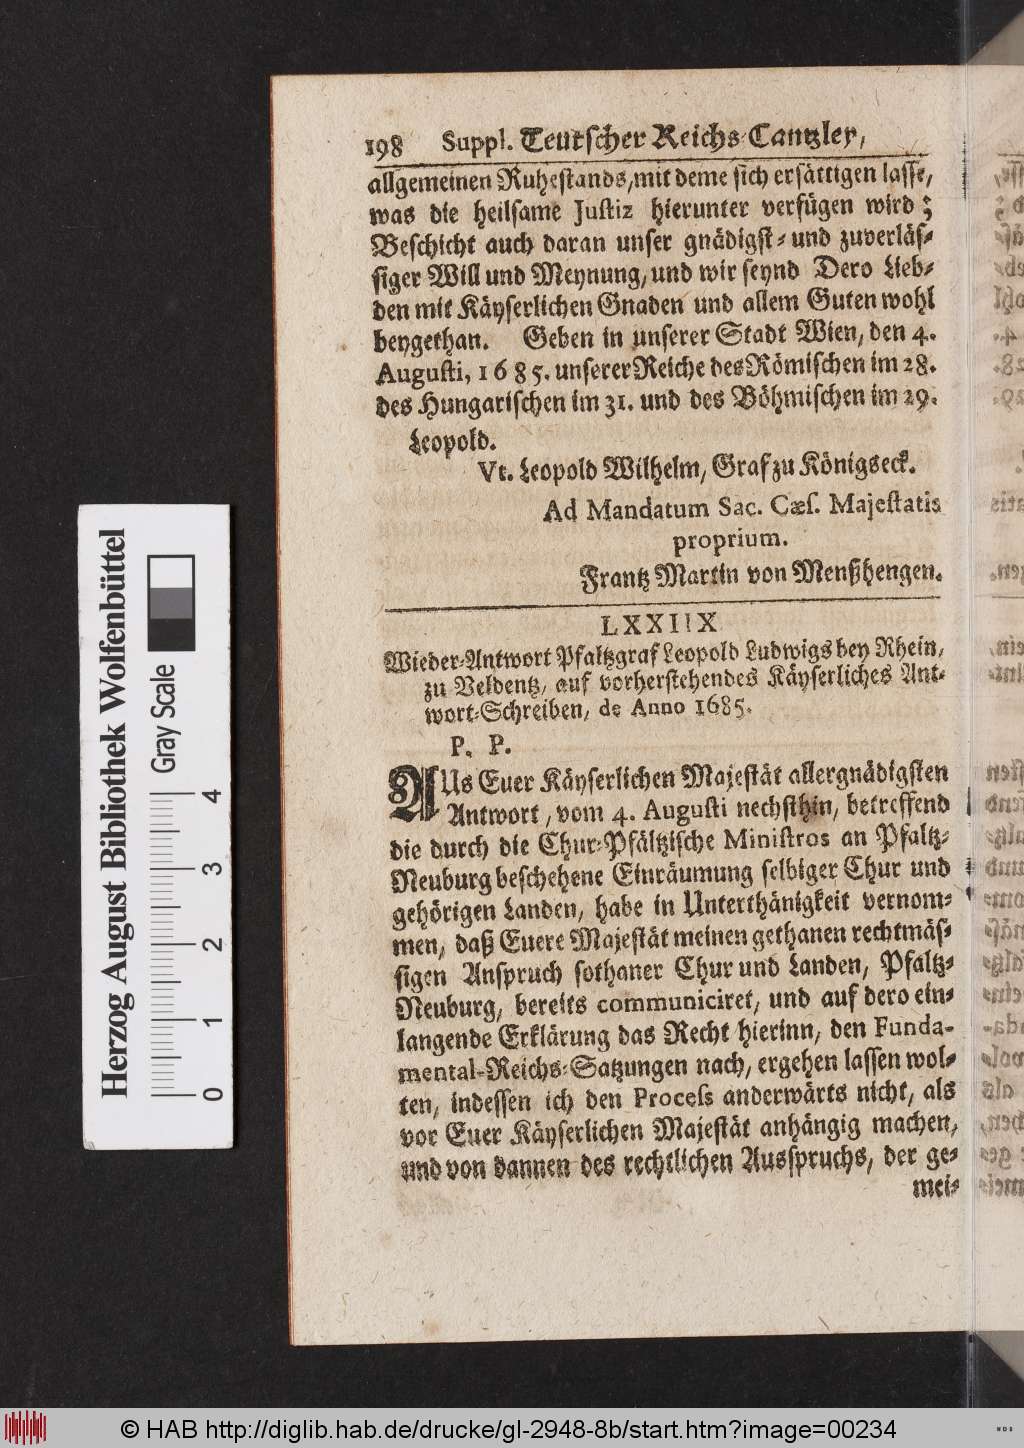 198 Suppl. Teutscher Reichs-Cantzley,
allgemeinen Ruhestands, mit deme sich ersättigen lasse,
was die heilsame Justiz hierunter verfügen wird;
Beschicht auch daran unser gnädigst- und zuverläs-
siger Will und Meynung, und wir seynd Dero Lieb-
den mit Käyserlichen Gnaden und allem Guten wohl
beygethan. Geben in unserer Stadt Wien, den 4.
Augusti, 1685. unserer Reiche des Römischen im 28.
des Hungarischen im 31. und des Böhmischen im 29.
Leopold.
Vt. Leopold Wilhelm, Graf zu Königseck.
Ad Mandatum Sac. Cæs. Majestatis
proprium.
Frantz Martin von Menßhengen.
LXXIIX
Wieder-Antwort Pfaltzgraf Leopold Ludwigs bey Rhein,
zu Veldentz, auf vorherstehendes Käyserliches Ant-
wort-Schreiben, de Anno 1685.
P. P.
AUs Euer Käyserlichen Majestät allergnädigsten
Antwort, vom 4. Augusti nechsthin, betreffend
die durch die Chur-Pfältzische Ministros an Pfaltz-
Neuburg beschehene Einräumung selbiger Chur und
gehörigen Landen, habe in Unterthänigkeit vernom-
men, daß Euere Majestät meinen gethanen rechtmäs-
sigen Anspruch sothaner Chur und Landen, Pfaltz-
Neuburg, bereits communiciret, und auf dero ein-
langende Erklärung das Recht hierinn, den Funda-
mental-Reichs-Satzungen nach, ergehen lassen wol-
ten, indessen ich den Process anderwärts nicht, als
vor Euer Käyserlichen Majestät anhängig machen,
und von dannen des rechtlichen Ausspruchs, der ge-
mei-
Herzog August Bibliothek Wolfenbüttel
Gray Scale
0 1 2 3 4
© HAB http://diglib.hab.de/drucke/gl-2948-8b/start.htm?image=00234